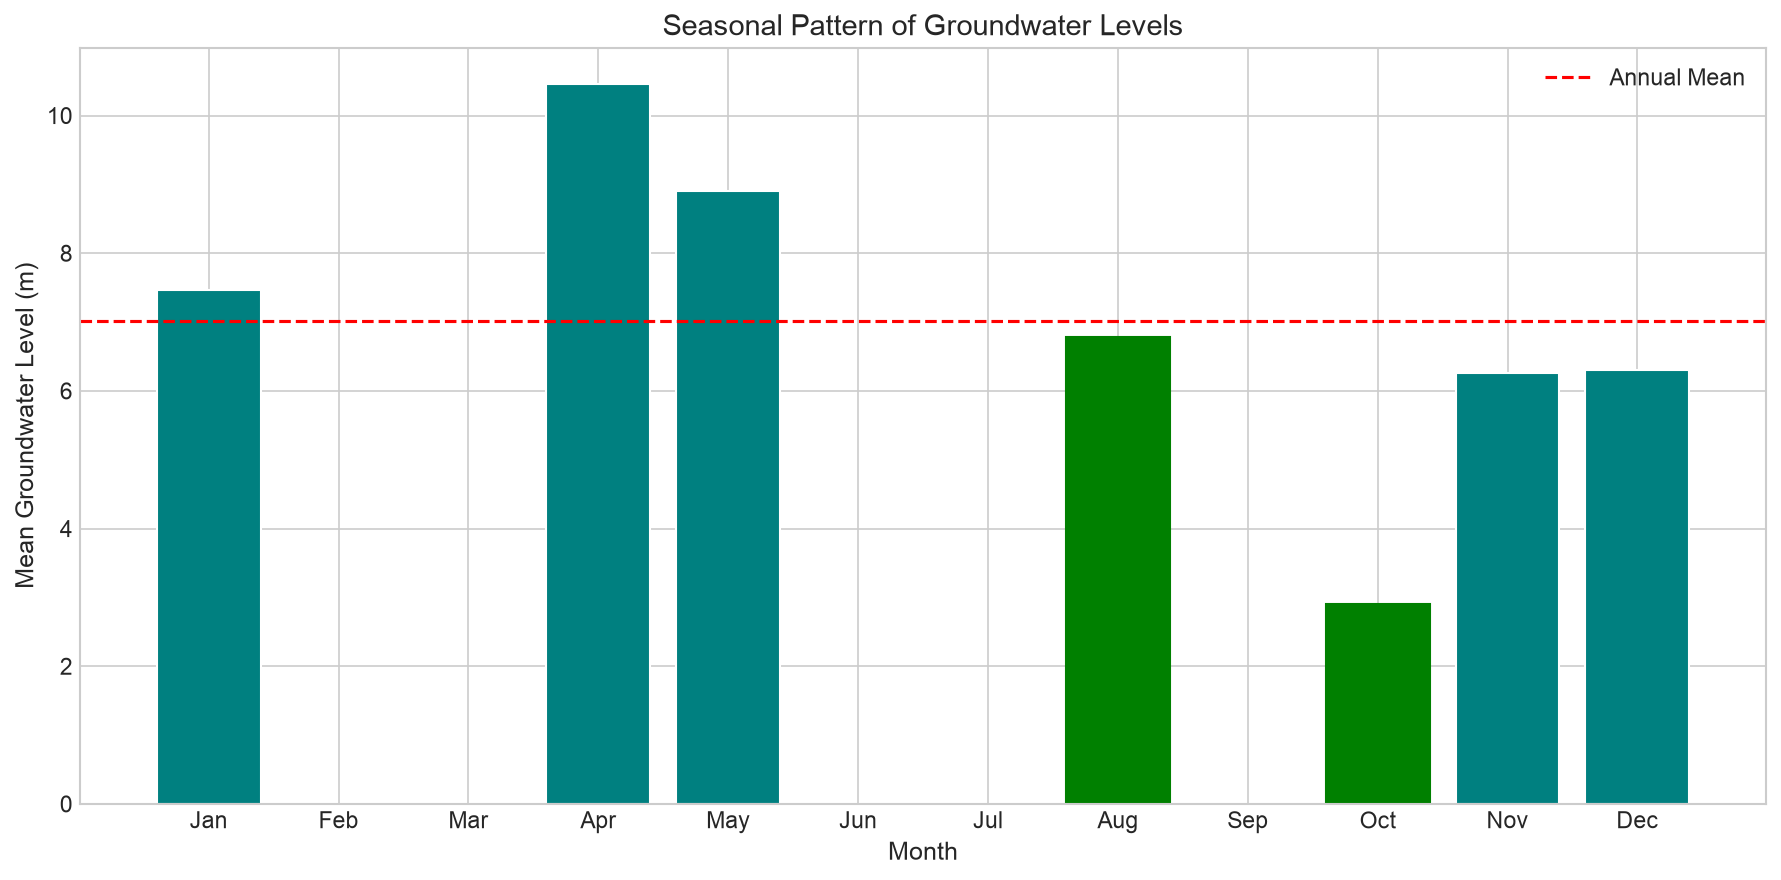 Seasonal Pattern of Groundwater Levels
Annual Mean
Mean Groundwater Level (m)
10
8
6
4
2
0
Jan Feb Mar Apr May Jun Jul Aug Sep Oct Nov Dec
Month